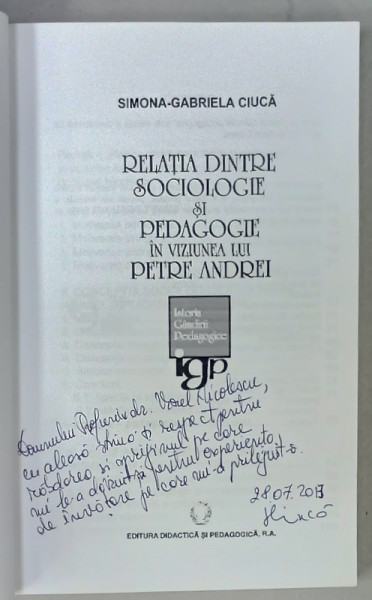 SIMONA-GABRIELA CIUCĂ
RELAȚIA DINTRE
SOCIOLOGIE
ȘI
PEDAGOGIE
ÎN VIZIUNEA LUI
PETRE ANDREI
Istoria
Gândirii
Pedagogice
igp
Domnului Profesor dr. Viorel Nicolescu,
cu aleasă stimă și respect pentru
răbdarea și sprijinul pe care
mi le-a dăruit și pentru experiența
de învățare pe care mi-a prilejuit-o.
28.07.2013
EDITURA DIDACTICĂ ȘI PEDAGOGICĂ, R.A.